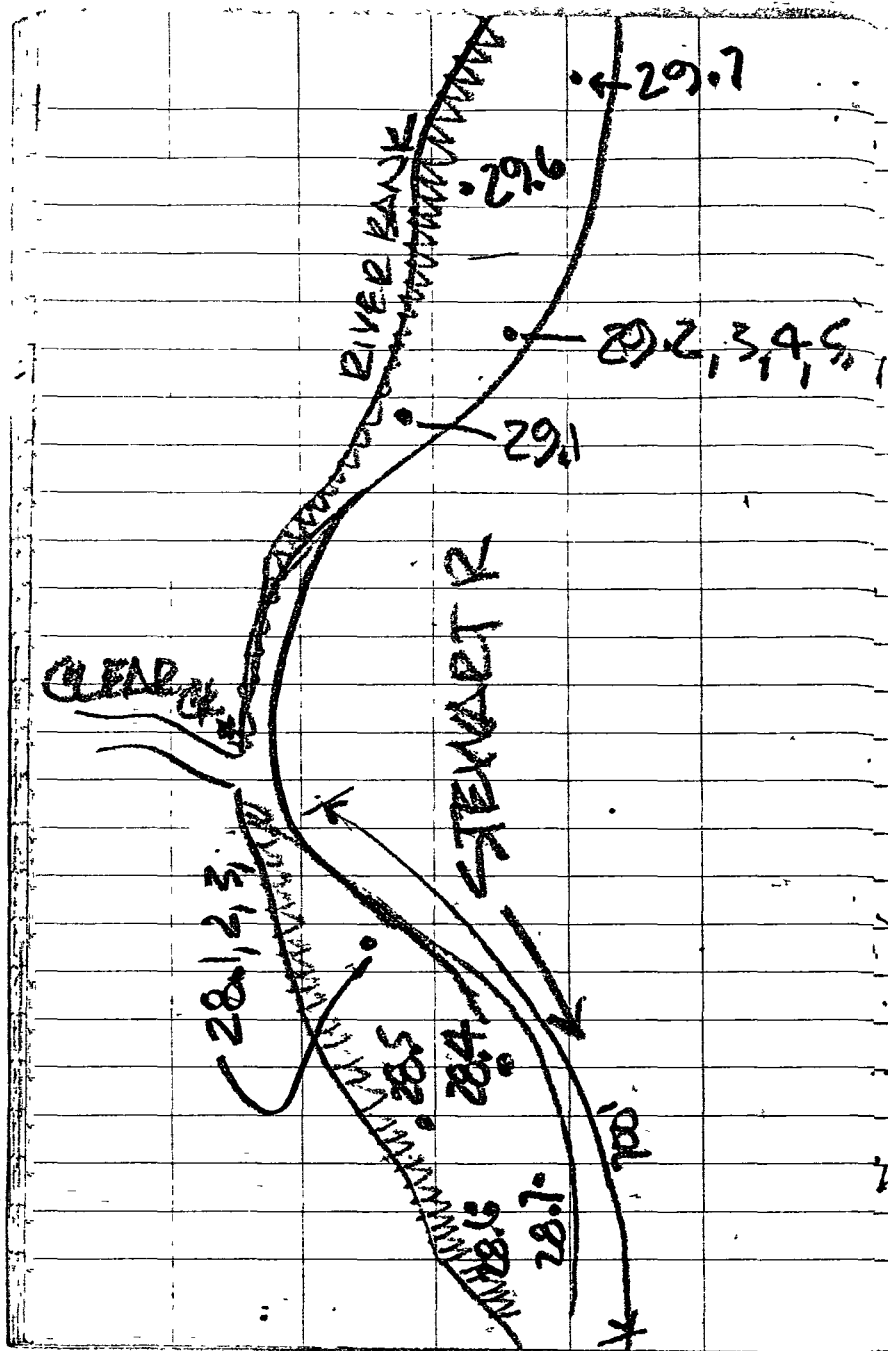 29.7
29.6
RIVER BANK
29.2, 3, 4, 5,
29.1
STEWART R
CLEAR CK
28.1, 2, 3,
28.5
28.4
700'
28.6
28.7